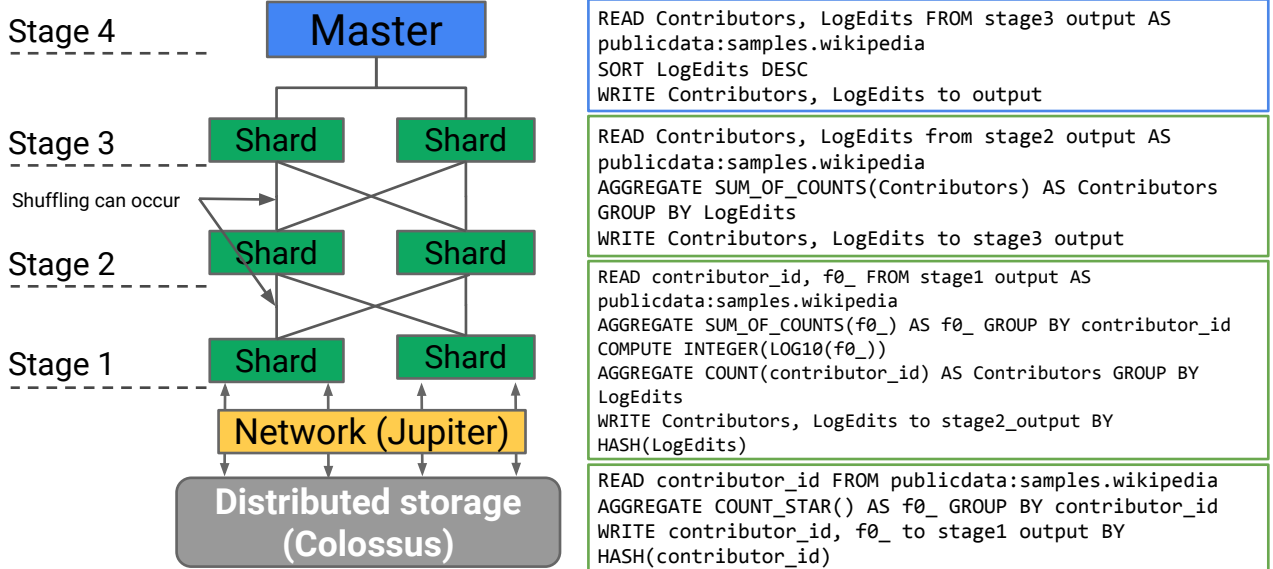 Stage 4
Master
Stage 3
Shard
Shard
Shuffling can occur
Shard
Shard
Stage 2
Stage 1
Shard
Shard
Network (Jupiter)
Distributed storage
(Colossus)
READ Contributors, LogEdits FROM stage3 output AS
publicdata:samples.wikipedia
SORT LogEdits DESC
WRITE Contributors, LogEdits to output
READ Contributors, LogEdits from stage2 output AS
publicdata:samples.wikipedia
AGGREGATE SUM_OF_COUNTS(Contributors) AS Contributors
GROUP BY LogEdits
WRITE Contributors, LogEdits to stage3 output
READ contributor_id, f0_ FROM stage1 output AS
publicdata:samples.wikipedia
AGGREGATE SUM_OF_COUNTS(f0_) AS f0_ GROUP BY contributor_id
COMPUTE INTEGER(LOG10(f0_))
AGGREGATE COUNT(contributor_id) AS Contributors GROUP BY
LogEdits
WRITE Contributors, LogEdits to stage2_output BY
HASH(LogEdits)
READ contributor_id FROM publicdata:samples.wikipedia
AGGREGATE COUNT_STAR() AS f0_ GROUP BY contributor_id
WRITE contributor_id, f0_ to stage1 output BY
HASH(contributor_id)